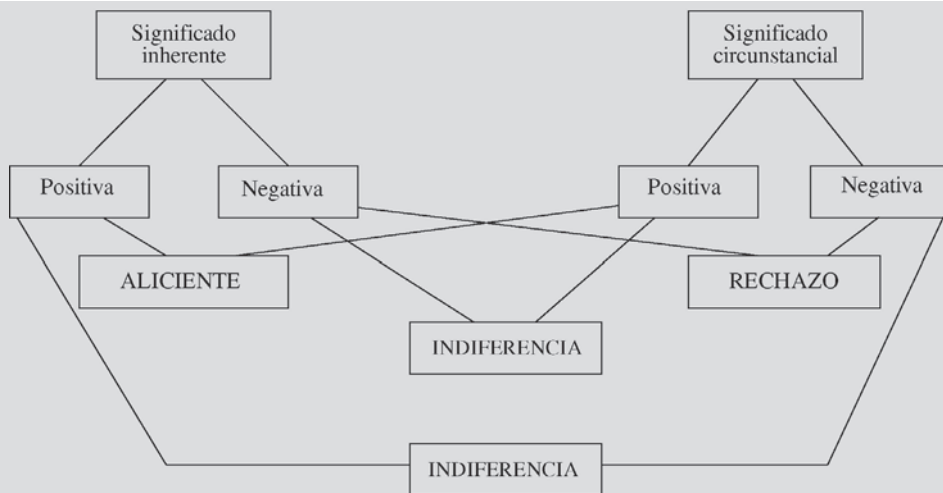 Significado
inherente
Significado
circunstancial
Positiva
Negativa
Positiva
Negativa
ALICIENTE
RECHAZO
INDIFERENCIA
INDIFERENCIA